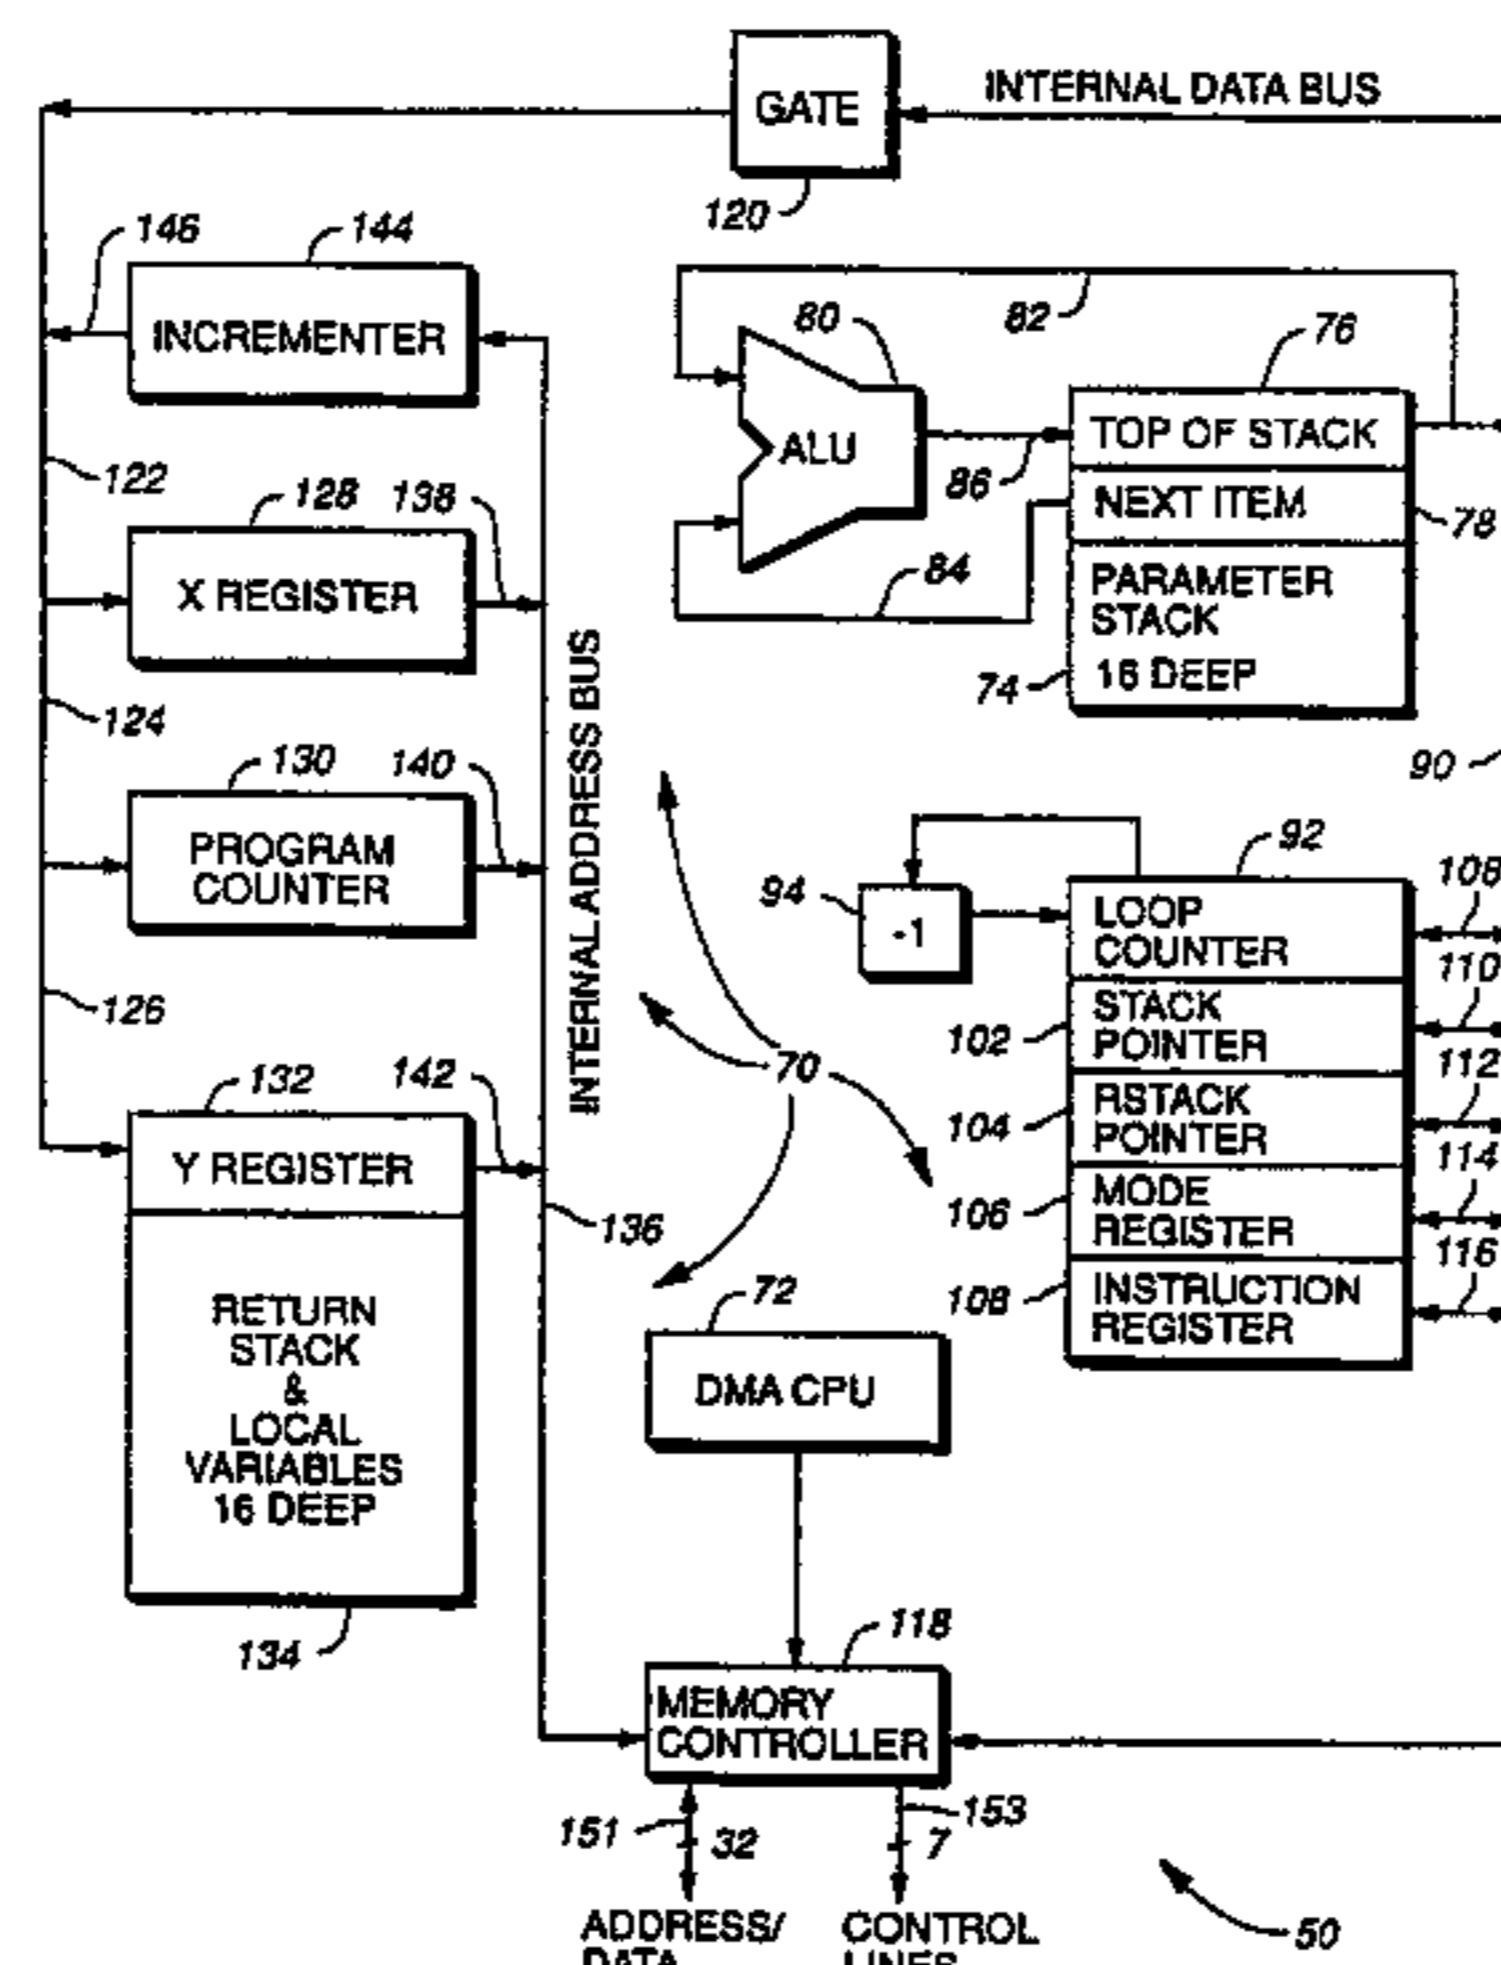 INTERNAL DATA BUS
GATE
120
146
144
INCREMENTER
122
128
138
X REGISTER
124
130
140
PROGRAM
COUNTER
126
132
142
Y REGISTER
RETURN
STACK
&
LOCAL
VARIABLES
16 DEEP
134
INTERNAL ADDRESS BUS
136
80
82
76
ALU
86
TOP OF STACK
NEXT ITEM
78
84
PARAMETER
STACK
16 DEEP
74
90
92
94
-1
LOOP
COUNTER
108
110
102
STACK
POINTER
112
104
RSTACK
POINTER
114
106
MODE
REGISTER
116
108
INSTRUCTION
REGISTER
70
72
DMA CPU
118
MEMORY
CONTROLLER
151
32
153
7
ADDRESS/
DATA
CONTROL
LINES
50